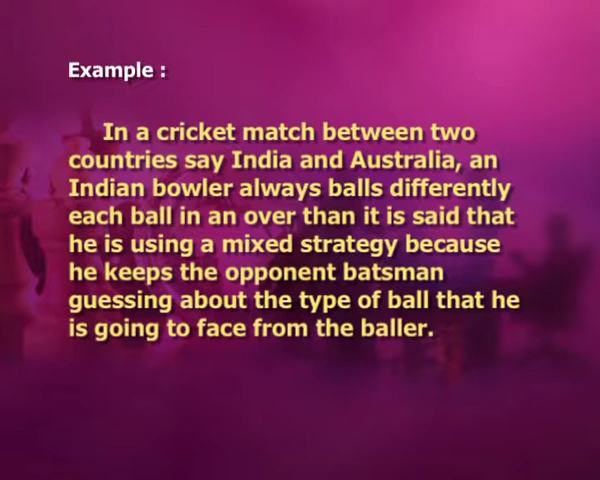 Example :
In a cricket match between two
countries say India and Australia, an
Indian bowler always balls differently
each ball in an over than it is said that
he is using a mixed strategy because
he keeps the opponent batsman
guessing about the type of ball that he
is going to face from the baller.